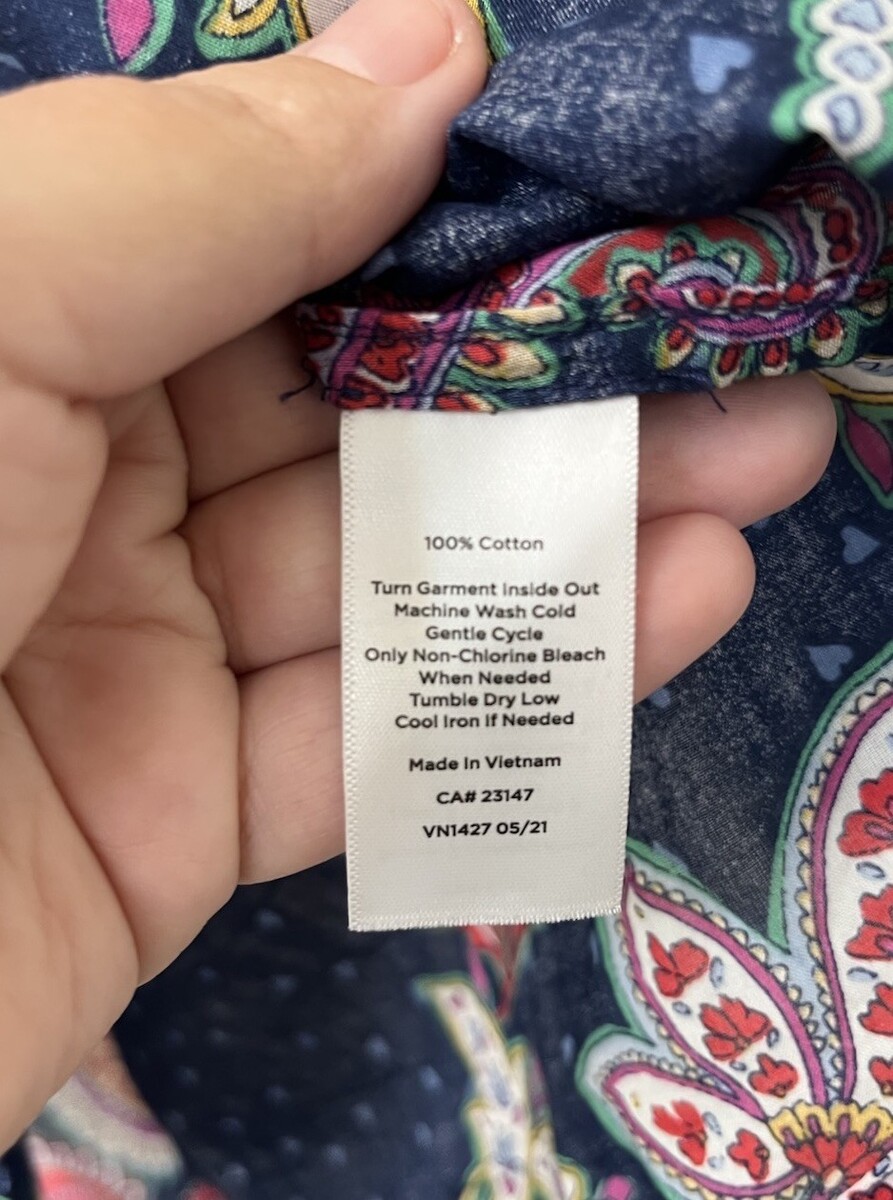 100% Cotton
Turn Garment Inside Out
Machine Wash Cold
Gentle Cycle
Only Non-Chlorine Bleach
When Needed
Tumble Dry Low
Cool Iron If Needed
Made In Vietnam
CA# 23147
VN1427 05/21